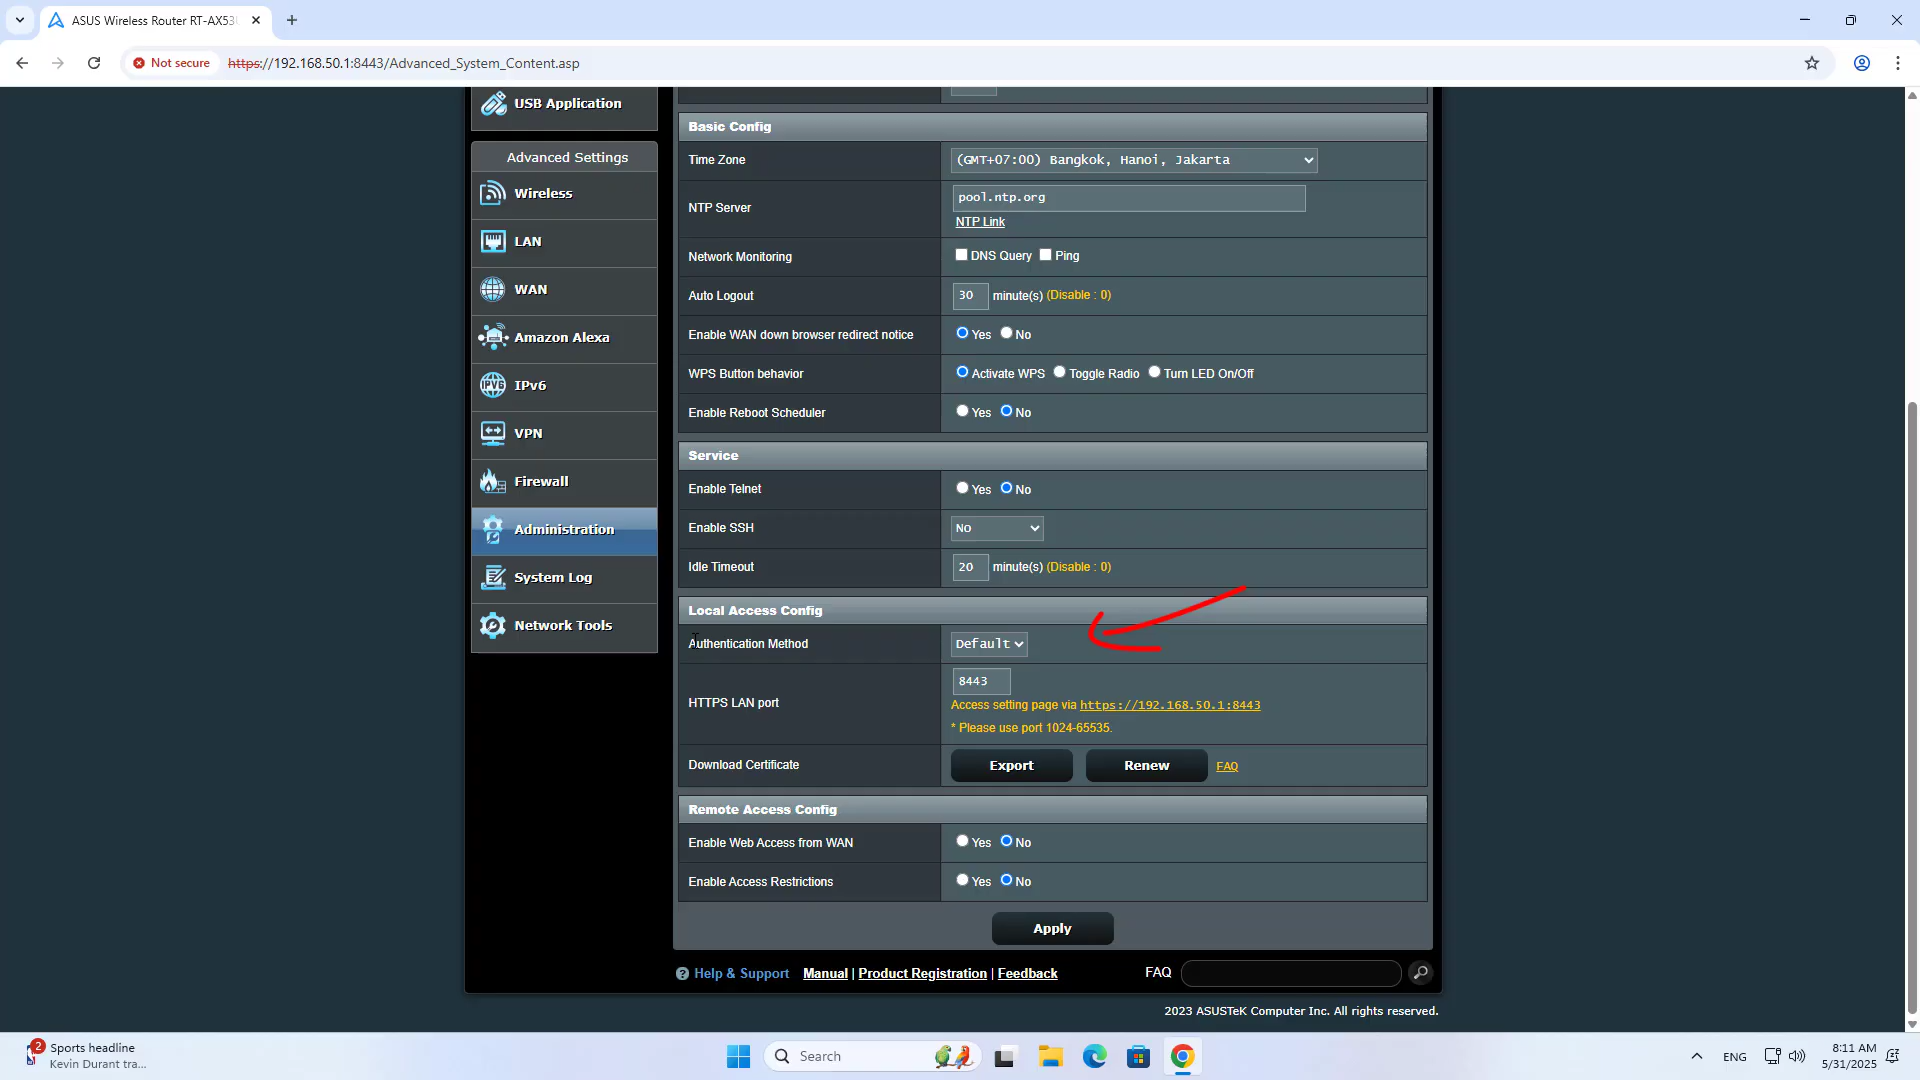 ASUS Wireless Router RT-AX53
Not secure
https://192.168.50.1:8443/Advanced_System_Content.asp
USB Application
Advanced Settings
Wireless
LAN
WAN
Amazon Alexa
IPv6
VPN
Firewall
Administration
System Log
Network Tools
Basic Config
Time Zone
(GMT+07:00) Bangkok, Hanoi, Jakarta
NTP Server
pool.ntp.org
NTP Link
Network Monitoring
DNS Query Ping
Auto Logout
30 minute(s) (Disable : 0)
Enable WAN down browser redirect notice
Yes No
WPS Button behavior
Activate WPS Toggle Radio Turn LED On/Off
Enable Reboot Scheduler
Yes No
Service
Enable Telnet
Yes No
Enable SSH
No
Idle Timeout
20 minute(s) (Disable : 0)
Local Access Config
Authentication Method
Default
HTTPS LAN port
8443
Access setting page via https://192.168.50.1:8443
* Please use port 1024-65535.
Download Certificate
Export Renew FAQ
Remote Access Config
Enable Web Access from WAN
Yes No
Enable Access Restrictions
Yes No
Apply
Help & Support Manual | Product Registration | Feedback
FAQ
2023 ASUSTeK Computer Inc. All rights reserved.
2
Sports headline
Kevin Durant tra...
Search
ENG
8:11 AM
5/31/2025